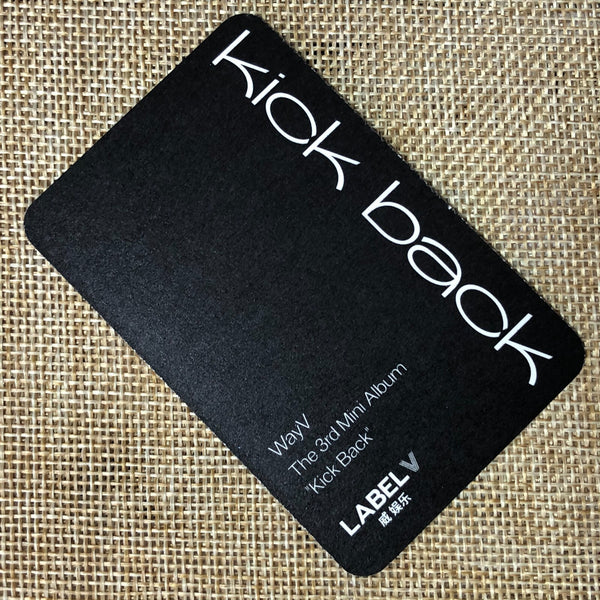 kick back
WayV
The 3rd Mini Album
"Kick Back"
LABEL V
威娱乐